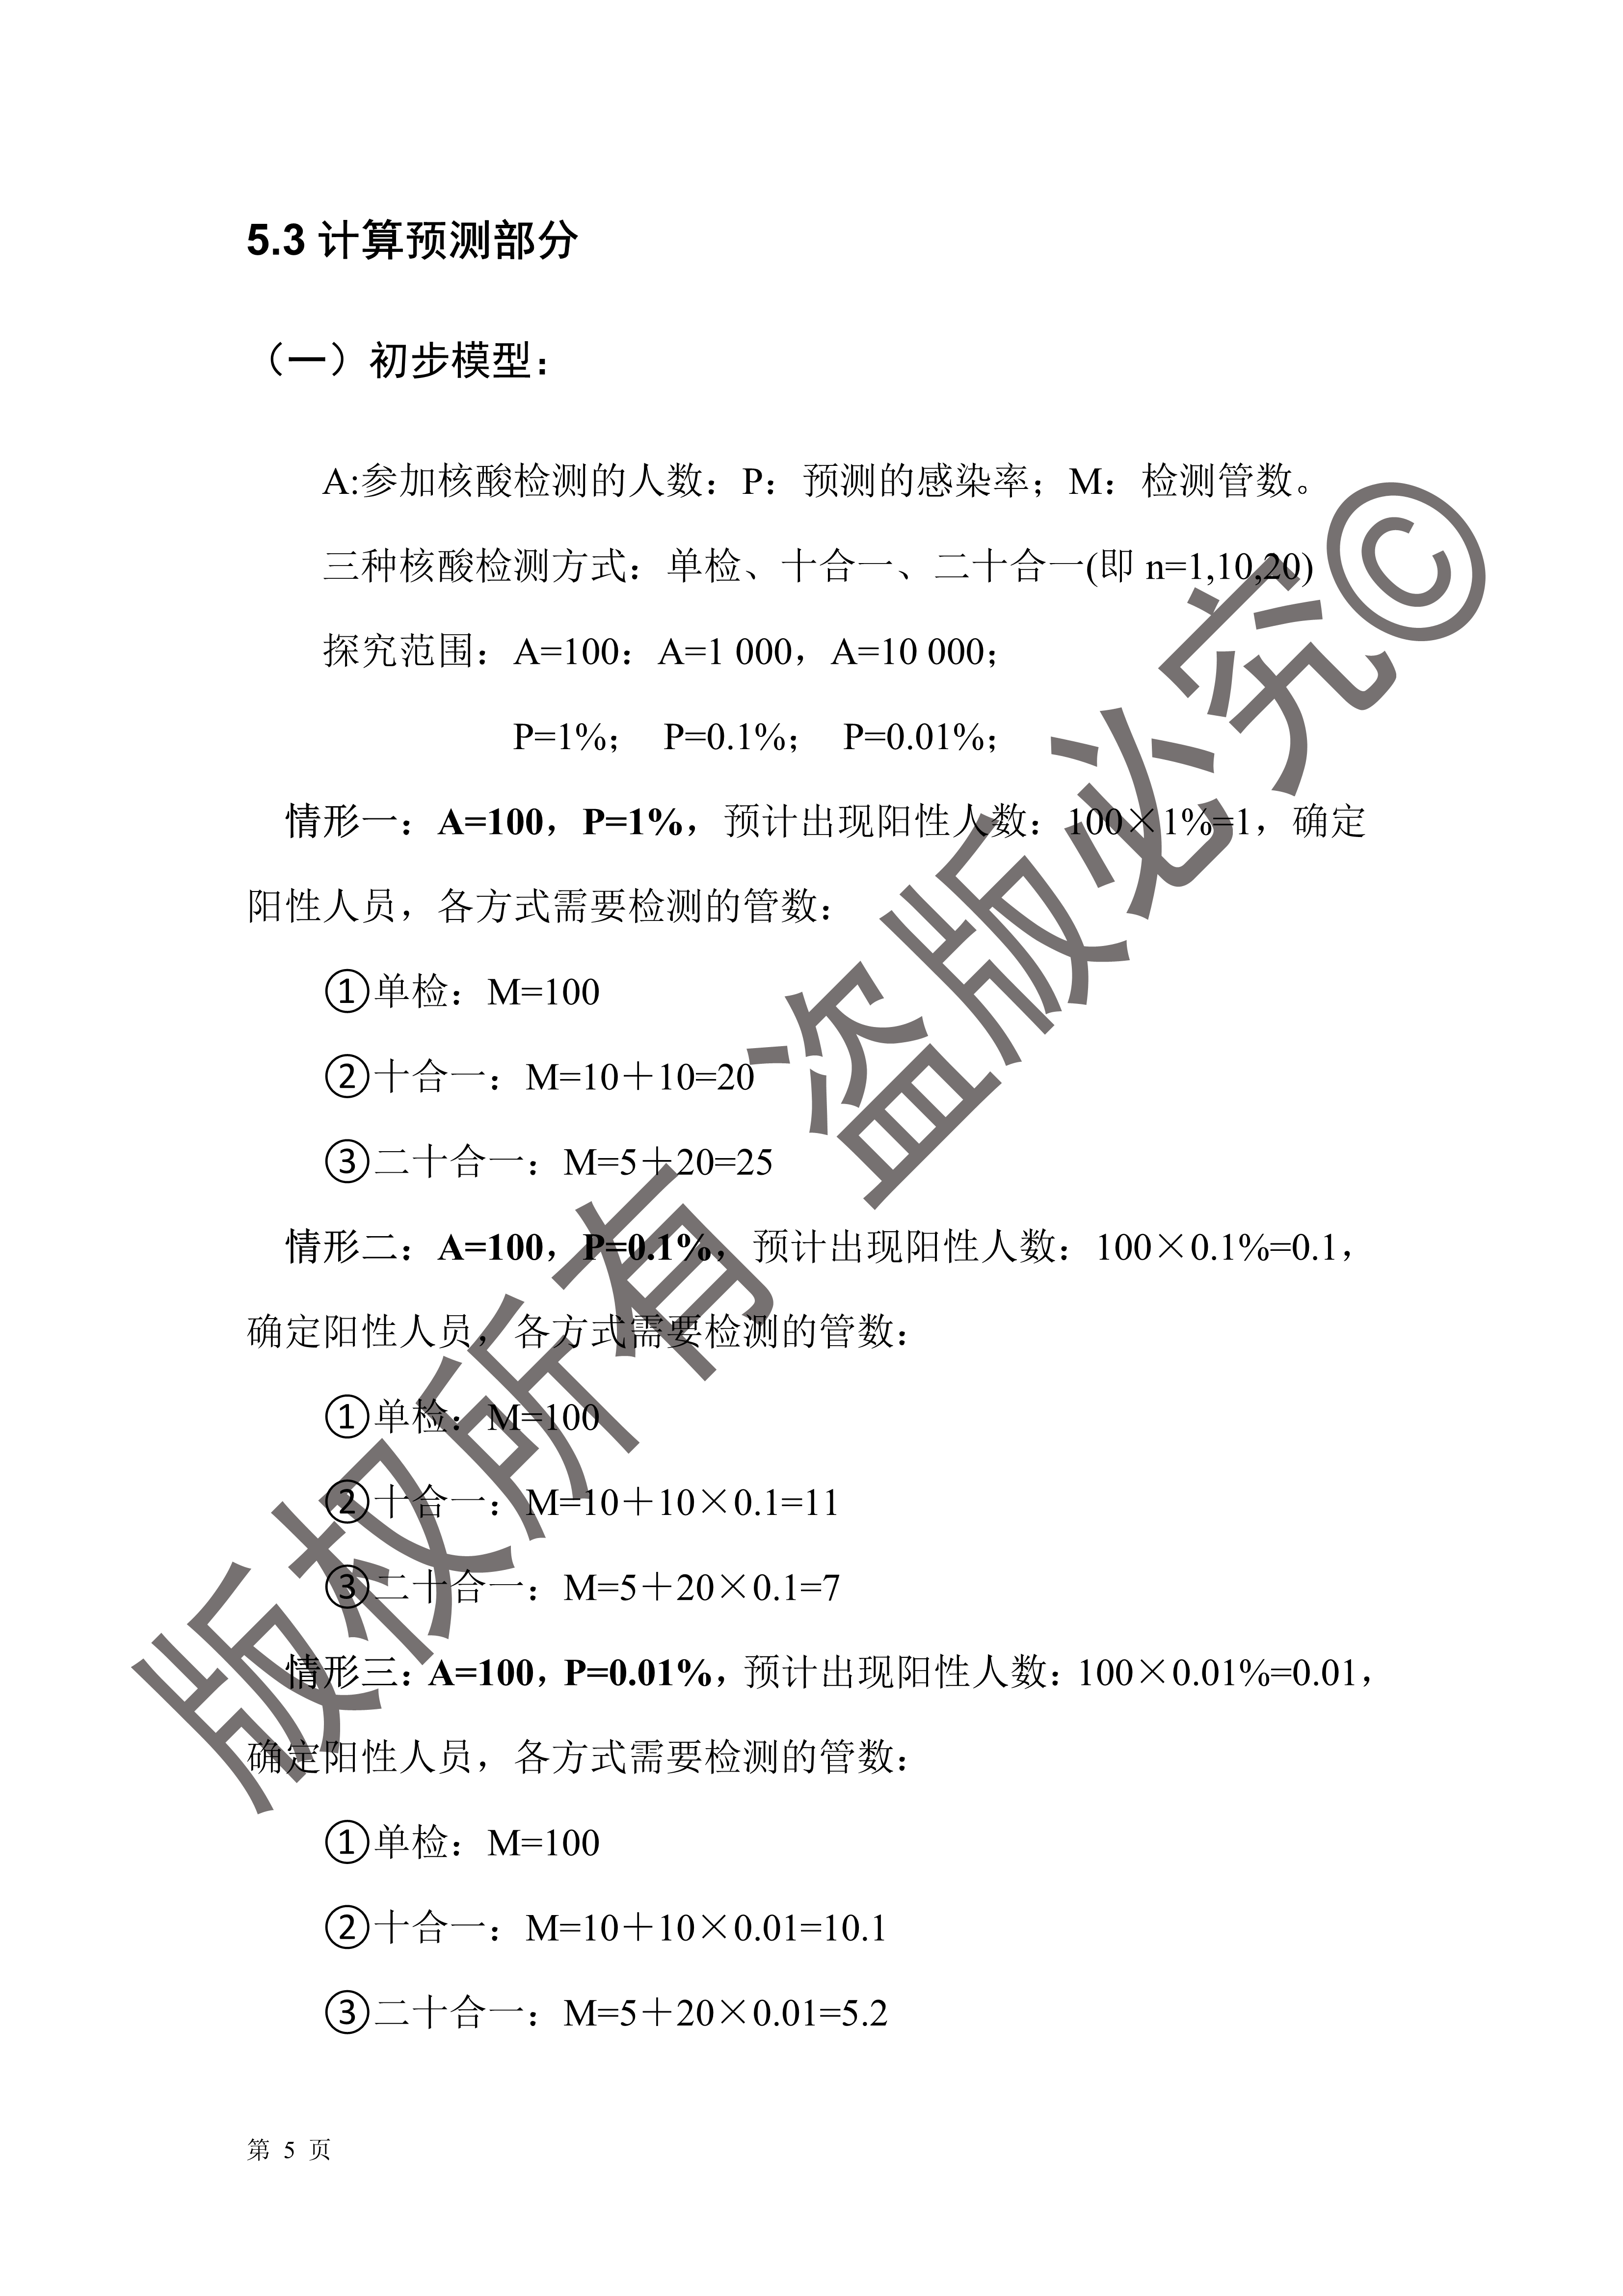 5.3 计算预测部分
（一）初步模型：
A:参加核酸检测的人数：P：预测的感染率；M：检测管数。
三种核酸检测方式：单检、十合一、二十合一(即 n=1,10,20)
探究范围：A=100：A=1 000，A=10 000；
P=1%； P=0.1%； P=0.01%；
情形一：A=100，P=1%，预计出现阳性人数：100×1%=1，确定
阳性人员，各方式需要检测的管数：
①单检：M=100
②十合一：M=10＋10=20
③二十合一：M=5＋20=25
情形二：A=100，P=0.1%，预计出现阳性人数：100×0.1%=0.1，
确定阳性人员，各方式需要检测的管数：
①单检：M=100
②十合一：M=10＋10×0.1=11
③二十合一：M=5＋20×0.1=7
情形三：A=100，P=0.01%，预计出现阳性人数：100×0.01%=0.01，
确定阳性人员，各方式需要检测的管数：
①单检：M=100
②十合一：M=10＋10×0.01=10.1
③二十合一：M=5＋20×0.01=5.2
第 5 页
版权所有 盗版必究©